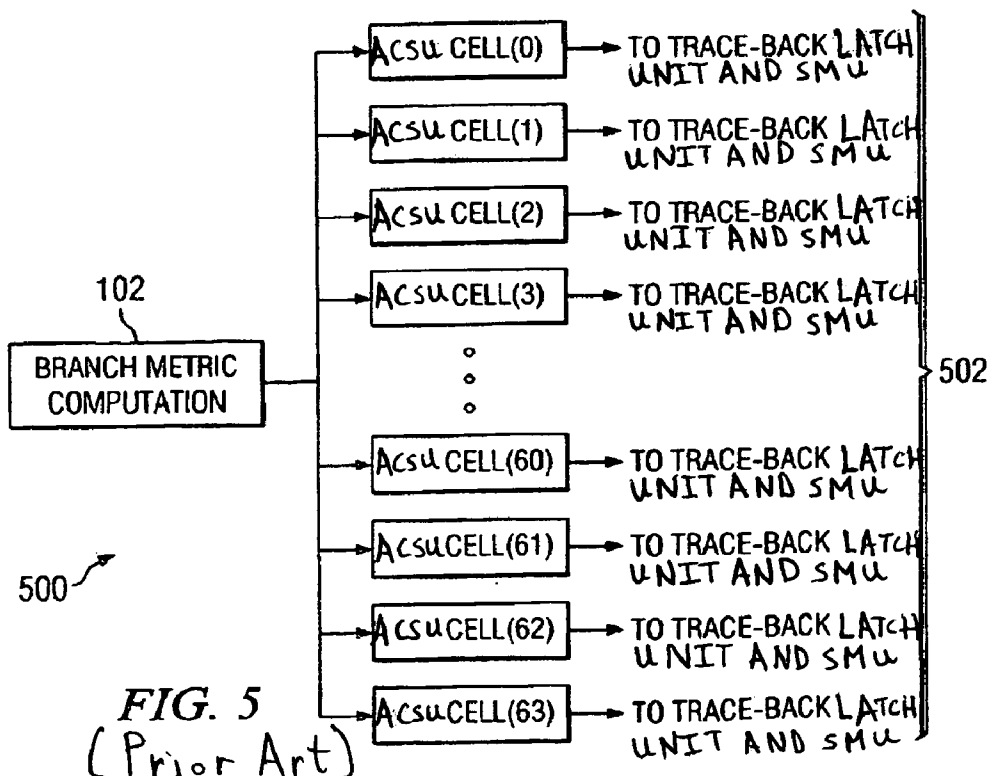 ACSU CELL(0)
TO TRACE-BACK LATCH
UNIT AND SMU
ACSU CELL(1)
TO TRACE-BACK LATCH
UNIT AND SMU
ACSU CELL(2)
TO TRACE-BACK LATCH
UNIT AND SMU
102
ACSU CELL(3)
TO TRACE-BACK LATCH
UNIT AND SMU
BRANCH METRIC
COMPUTATION
502
ACSU CELL(60)
TO TRACE-BACK LATCH
UNIT AND SMU
ACSU CELL(61)
TO TRACE-BACK LATCH
UNIT AND SMU
500
ACSU CELL(62)
TO TRACE-BACK LATCH
UNIT AND SMU
ACSU CELL(63)
TO TRACE-BACK LATCH
UNIT AND SMU
FIG. 5
(Prior Art)